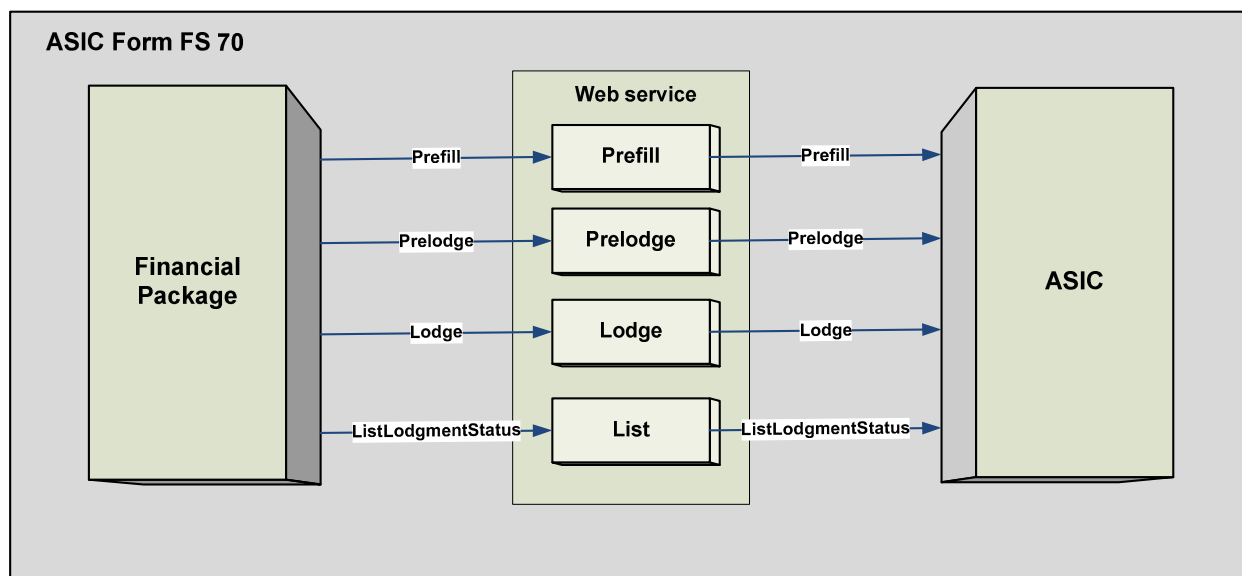 ASIC Form FS 70
Web service
Prefill
Prefill
Prefill
Prelodge
Prelodge
Prelodge
Financial
Package
ASIC
Lodge
Lodge
Lodge
ListLodgmentStatus
List
ListLodgmentStatus